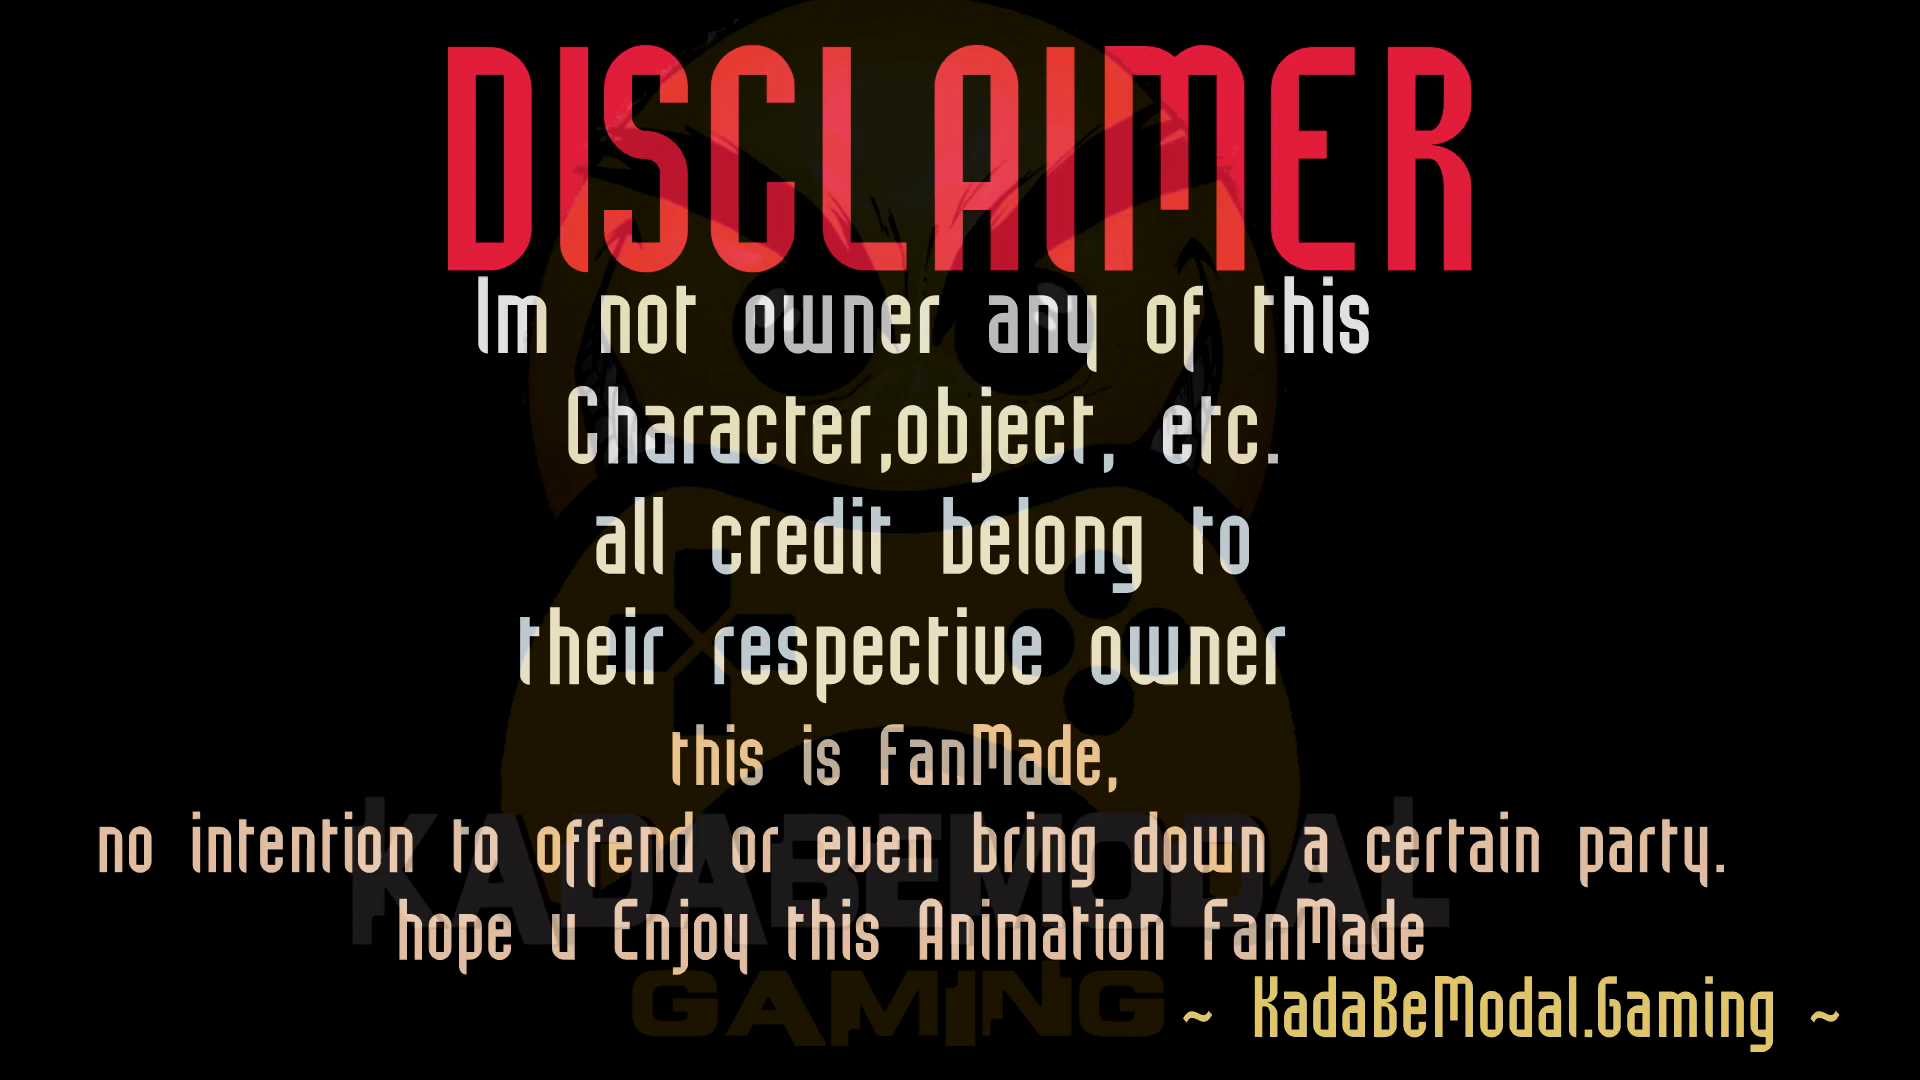 DISCLAIMER
Im not owner any of this
Character,object, etc.
all credit belong to
their respective owner
this is FanMade,
no intention to offend or even bring down a certain party.
hope u Enjoy this Animation FanMade
~ KadaBeModal.Gaming ~
KADABEMODAL
GAMING